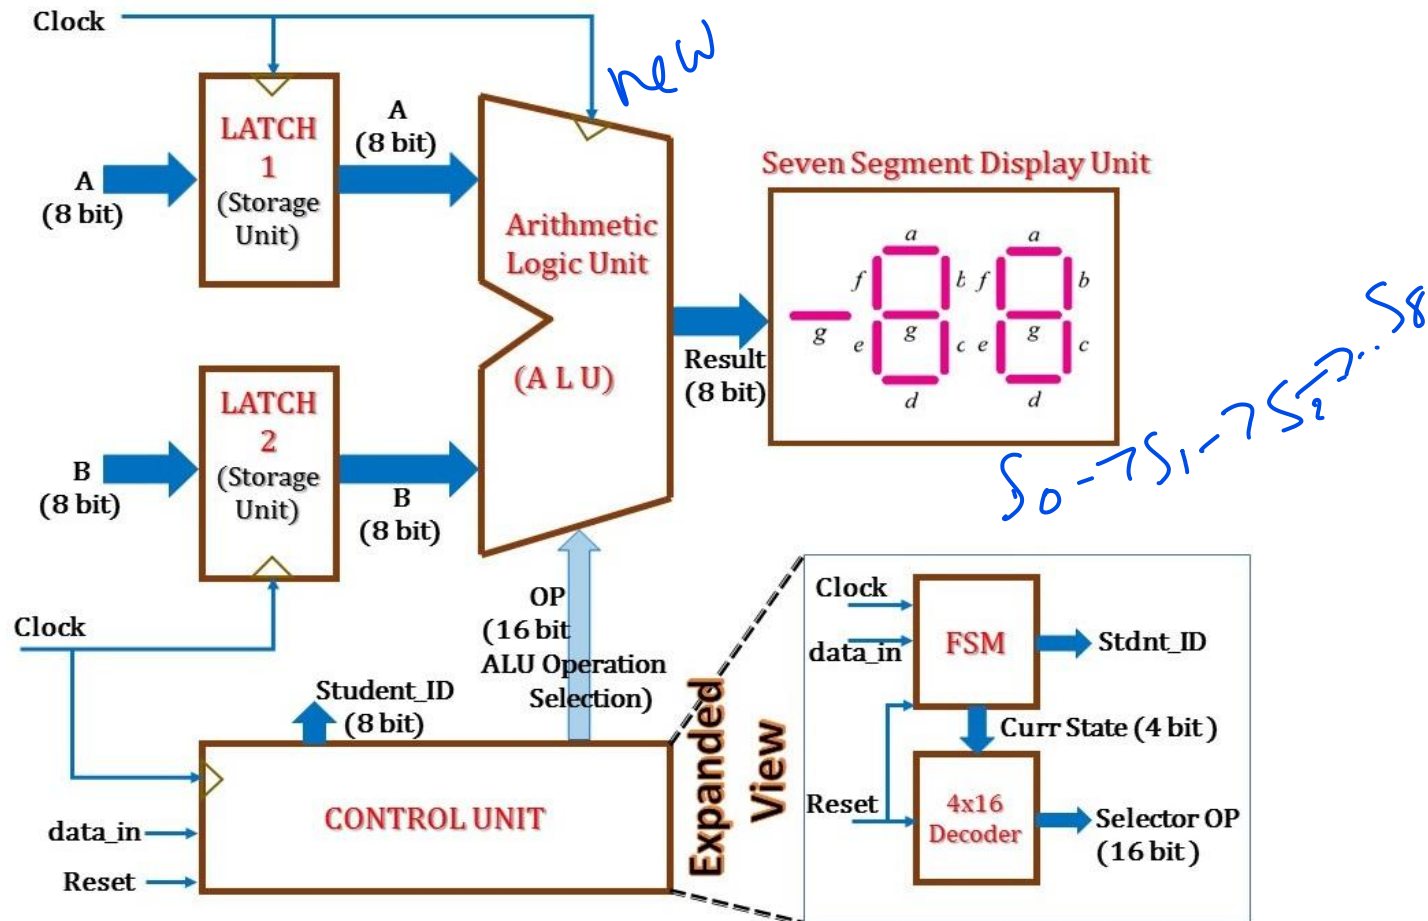 Clock
new
LATCH
1
(Storage
Unit)
A
(8 bit)
A
(8 bit)
Arithmetic
Logic Unit
(A L U)
Seven Segment Display Unit
a
f
b
g
e
c
d
a
f
b
g
e
c
d
g
Result
(8 bit)
S0->S1->S2->...S8
LATCH
2
(Storage
Unit)
B
(8 bit)
B
(8 bit)
Clock
OP
(16 bit
ALU Operation
Selection)
Student_ID
(8 bit)
CONTROL UNIT
data_in
Reset
Expanded
View
Clock
data_in
FSM
Stdnt_ID
Curr State (4 bit )
Reset
4x16
Decoder
Selector OP
(16 bit )